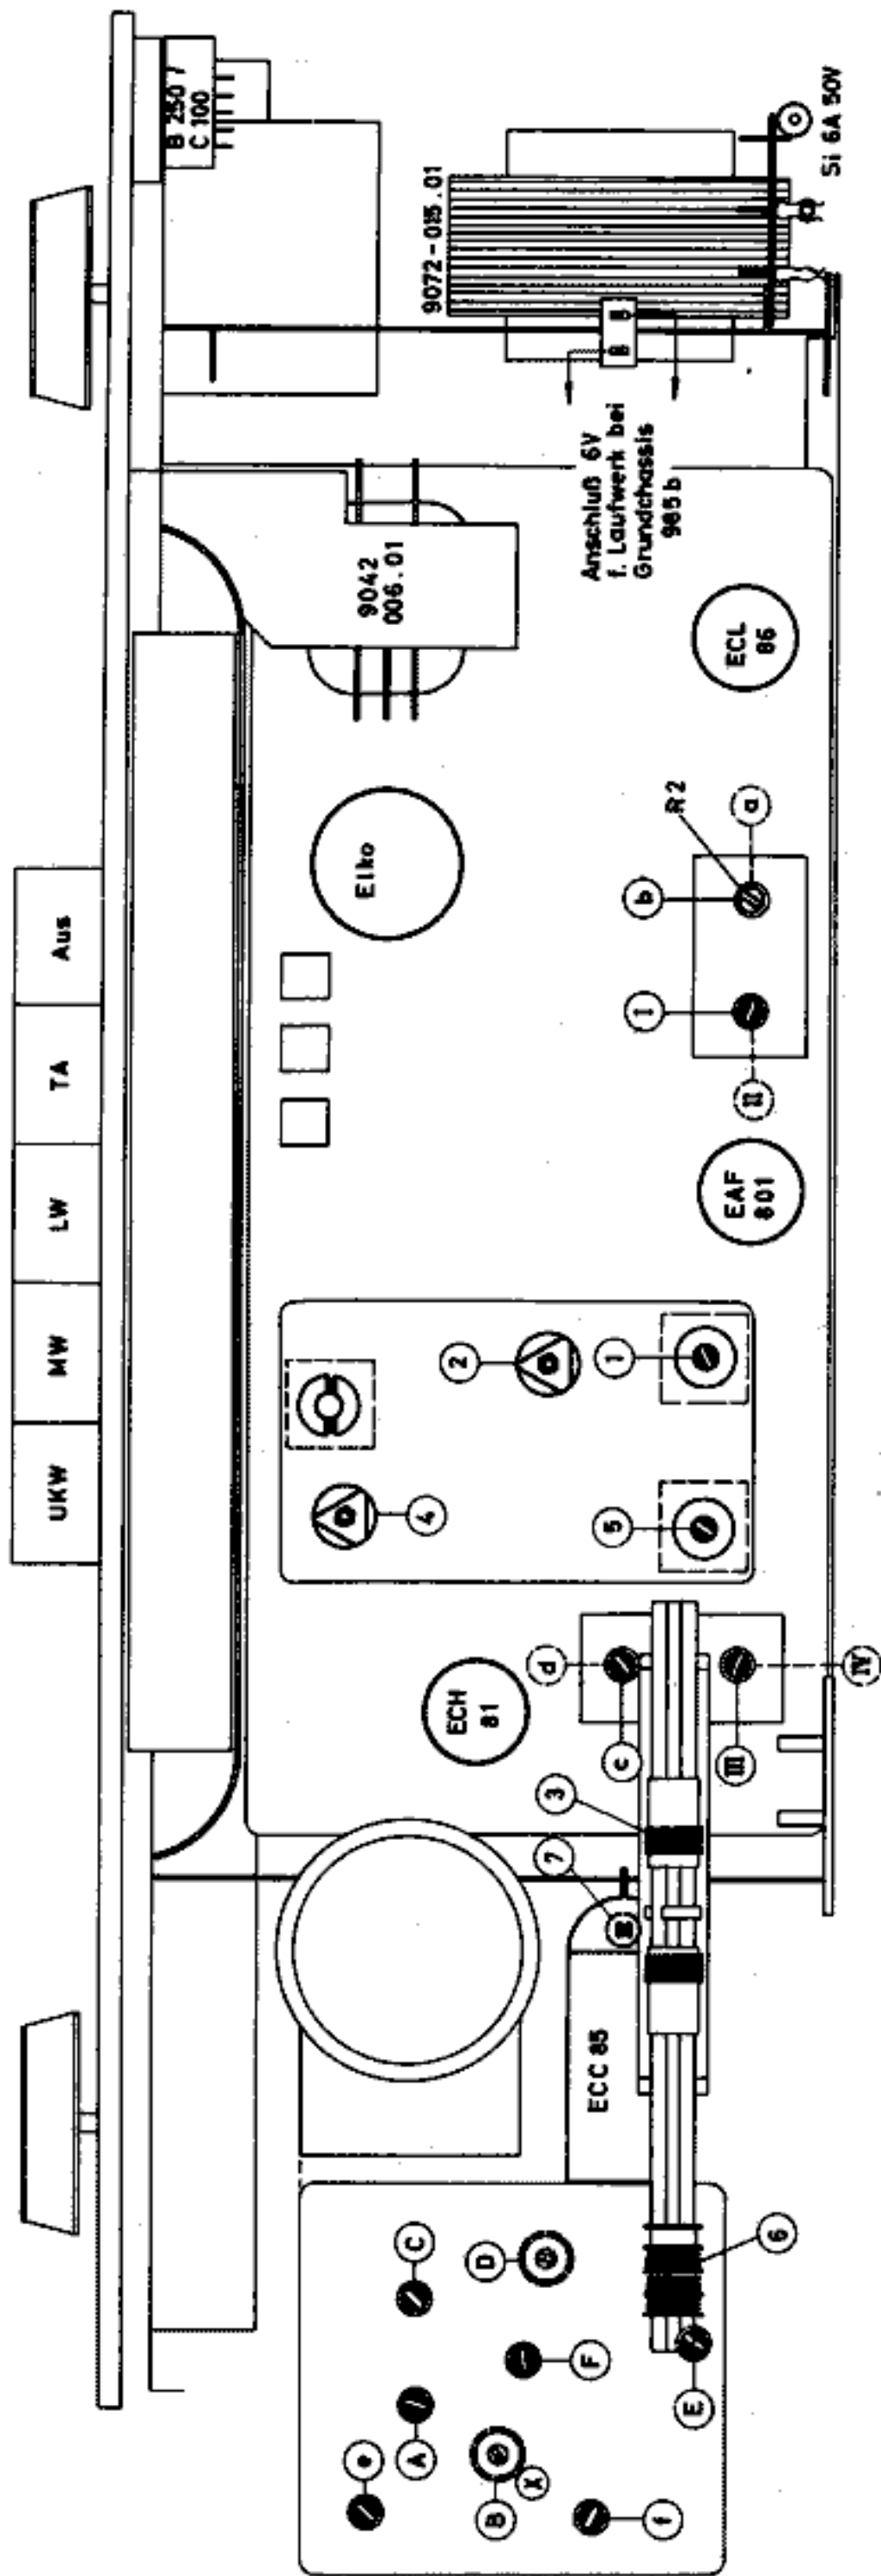 UKW
MW
LW
TA
Aus
B 250 /
C 100
9072-015.01
Si 6A 50V
Anschluß 6V
f. Laufwerk bei
Grundchassis
985 b
9042
006.01
Elko
ECL
86
R2
a
b
I
II
EAF
801
2
1
4
5
ECH
81
d
c
III
IV
3
7
ECC 85
6
C
D
F
E
A
B
X
e
f